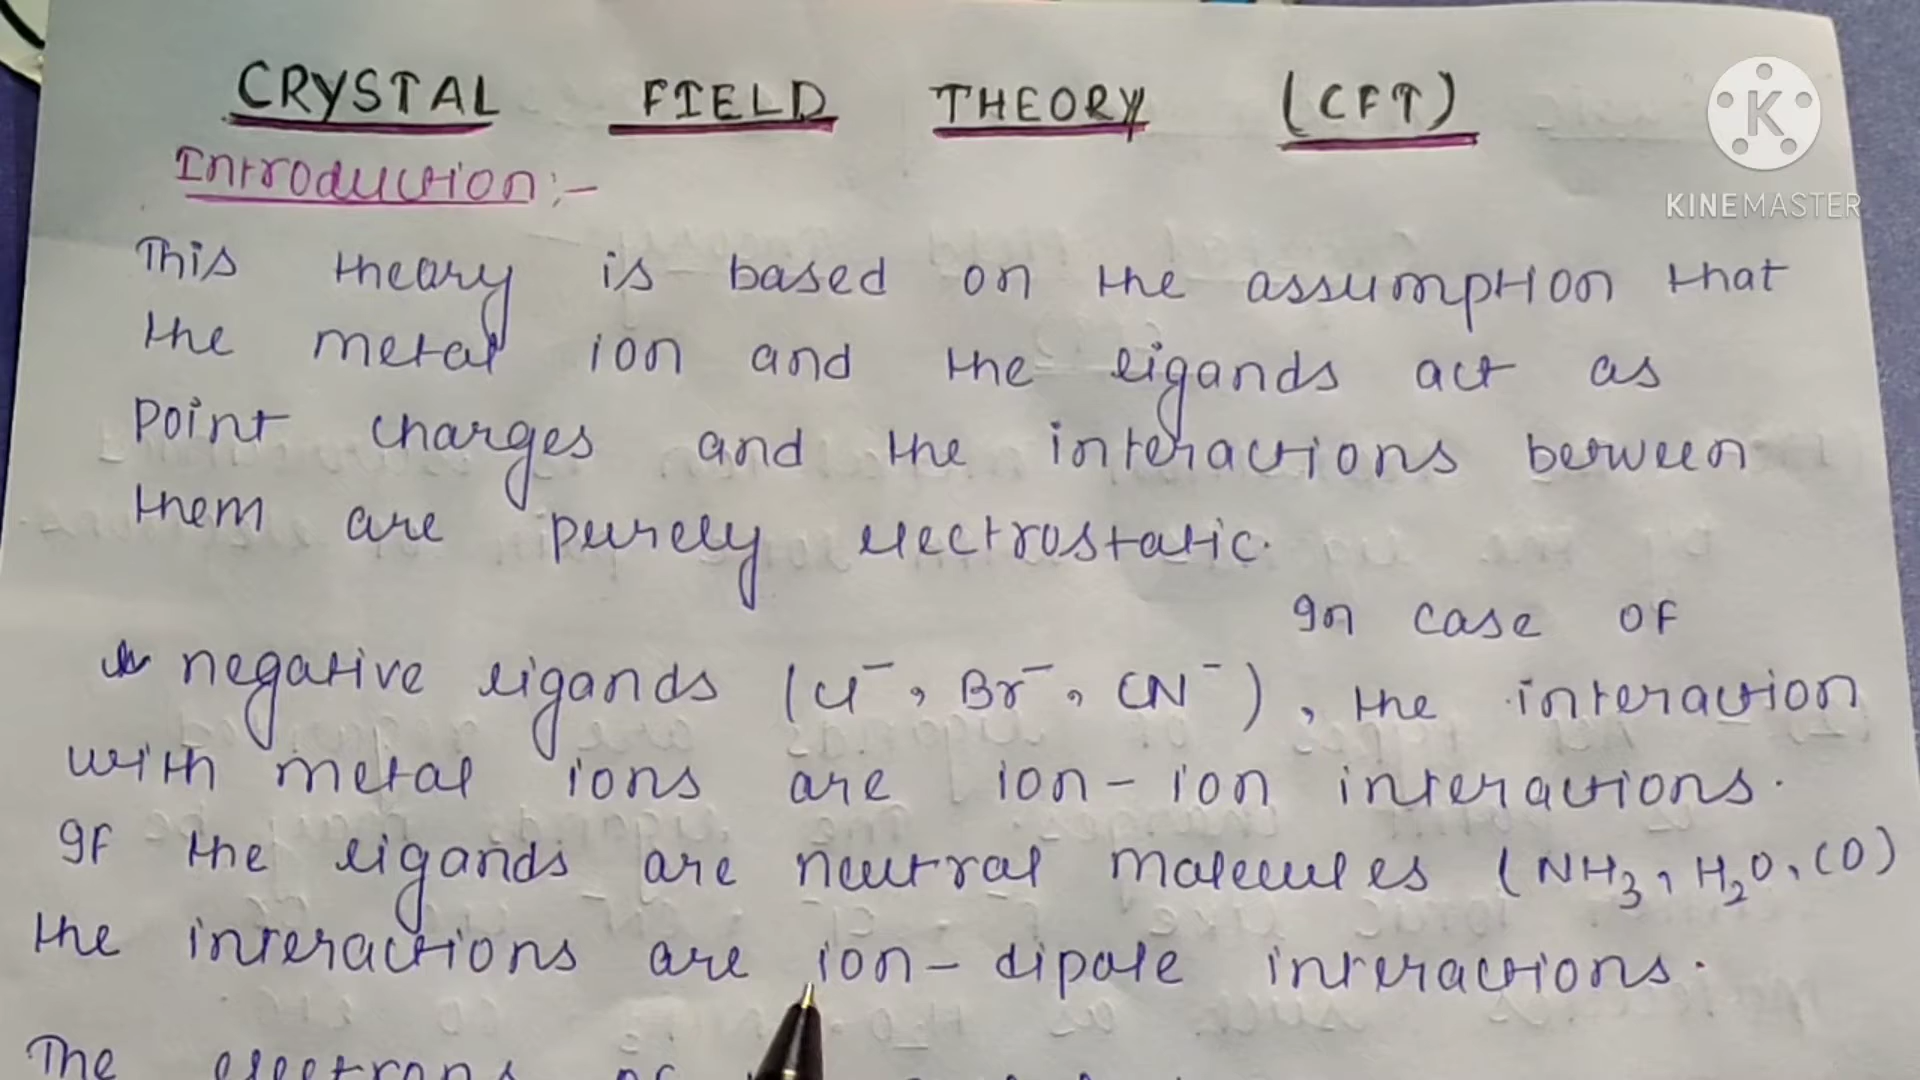 CRYSTAL FIELD THEORY (CFT)
K
KINEMASTER
Introduction:-
This theory is based on the assumption that
the metal ion and the ligands act as
point charges and the interactions between
them are purely electrostatic.
In case of
negative ligands (Cl⁻, Br⁻, CN⁻), the interaction
with metal ions are ion-ion interactions.
If the ligands are neutral molecules (NH₃, H₂O, CO)
the interactions are ion-dipole interactions.
The electrons of